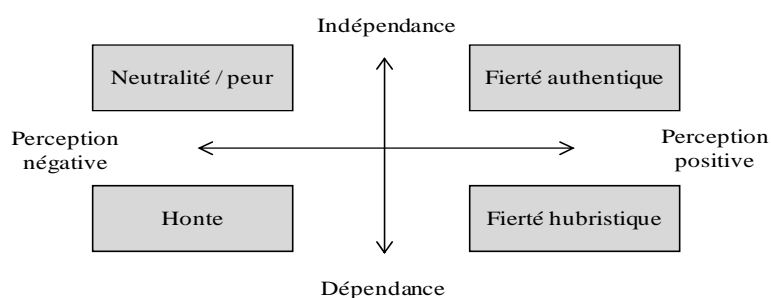 Indépendance
Neutralité / peur
Fierté authentique
Perception
négative
Perception
positive
Honte
Fierté hubristique
Dépendance